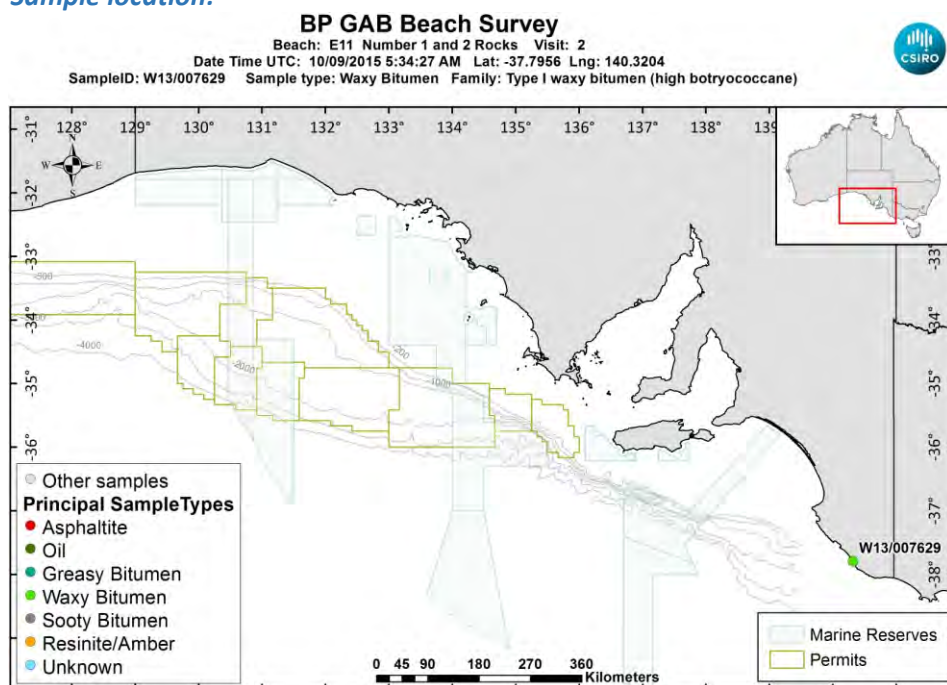 Sample location:
BP GAB Beach Survey
Beach: E11 Number 1 and 2 Rocks Visit: 2
Date Time UTC: 10/09/2015 5:34:27 AM Lat: -37.7956 Lng: 140.3204
SampleID: W13/007629 Sample type: Waxy Bitumen Family: Type I waxy bitumen (high botryococcane)
CSIRO
128° 129° 130° 131° 132° 133° 134° 135° 136° 137° 138° 139
-31°
-32°
-33°
-34°
-35°
-36°
-37°
-38°
N
W E
S
-4000
-2000
-200
-1000
-34°
-35°
-36°
-37°
-38°
W13/007629
Other samples
Principal SampleTypes
Asphaltite
Oil
Greasy Bitumen
Waxy Bitumen
Sooty Bitumen
Resinite/Amber
Unknown
0 45 90 180 270 360
Kilometers
Marine Reserves
Permits